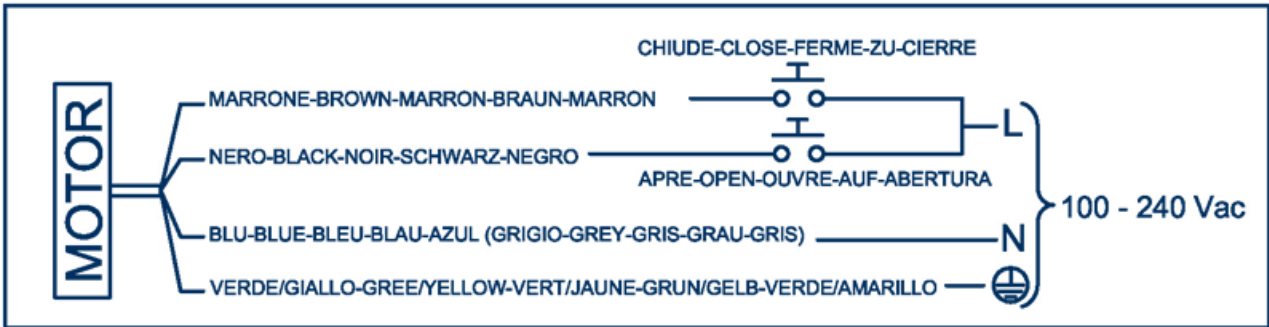 CHIUDE-CLOSE-FERME-ZU-CIERRE
MOTOR
MARRONE-BROWN-MARRON-BRAUN-MARRON
L
NERO-BLACK-NOIR-SCHWARZ-NEGRO
APRE-OPEN-OUVRE-AUF-ABERTURA
100 - 240 Vac
BLU-BLUE-BLEU-BLAU-AZUL (GRIGIO-GREY-GRIS-GRAU-GRIS)
N
VERDE/GIALLO-GREE/YELLOW-VERT/JAUNE-GRUN/GELB-VERDE/AMARILLO